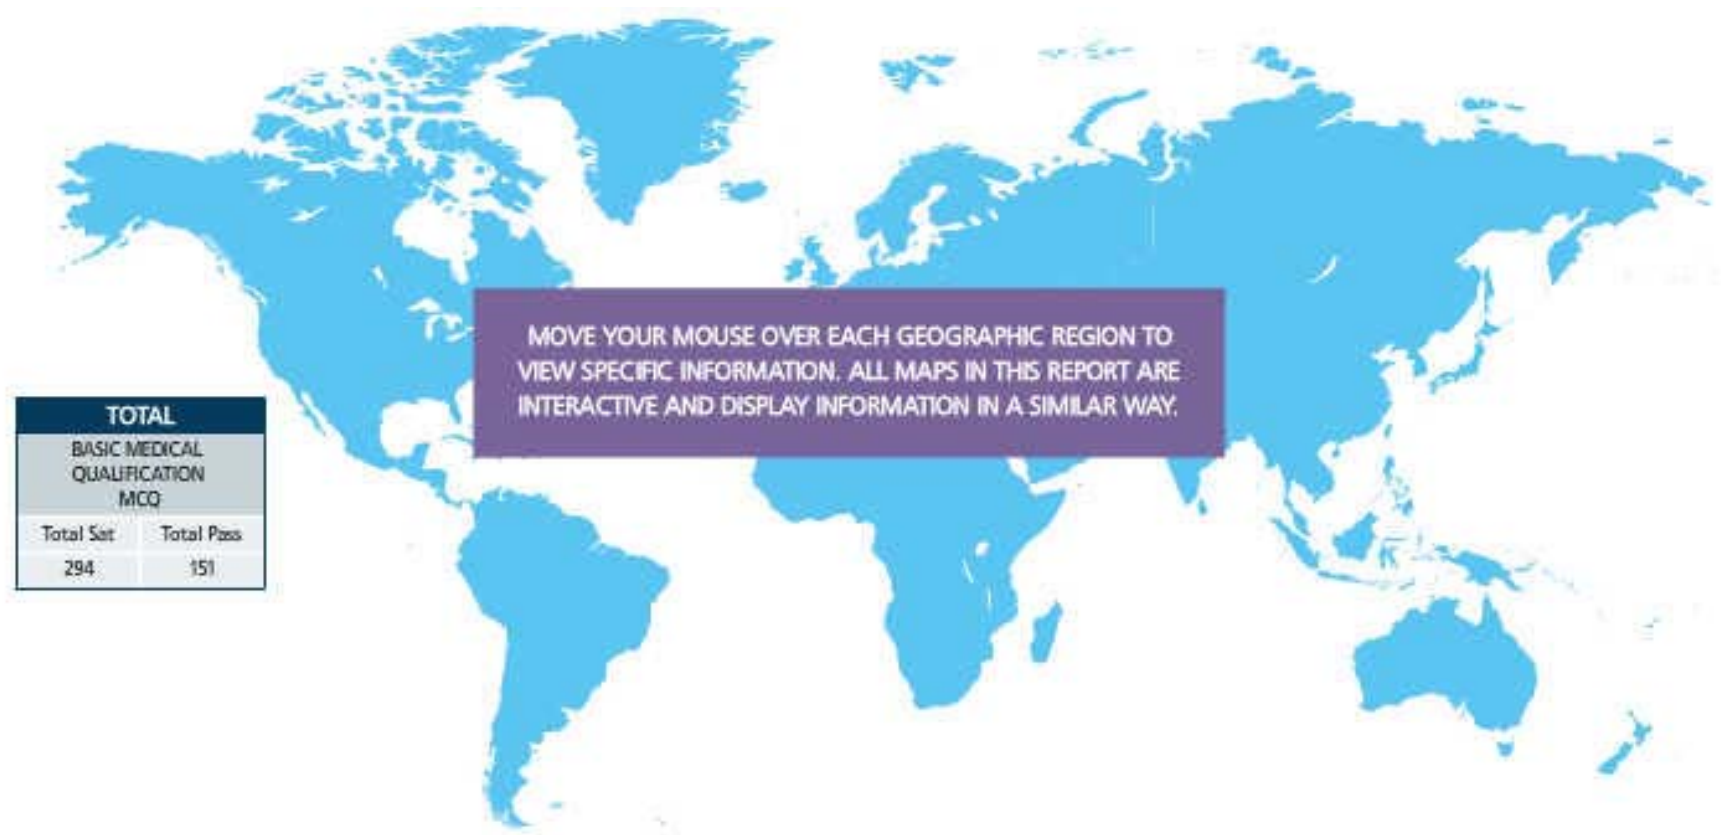 MOVE YOUR MOUSE OVER EACH GEOGRAPHIC REGION TO
VIEW SPECIFIC INFORMATION. ALL MAPS IN THIS REPORT ARE
INTERACTIVE AND DISPLAY INFORMATION IN A SIMILAR WAY.
TOTAL
BASIC MEDICAL
QUALIFICATION
MCQ
Total Sat Total Pass
294 151